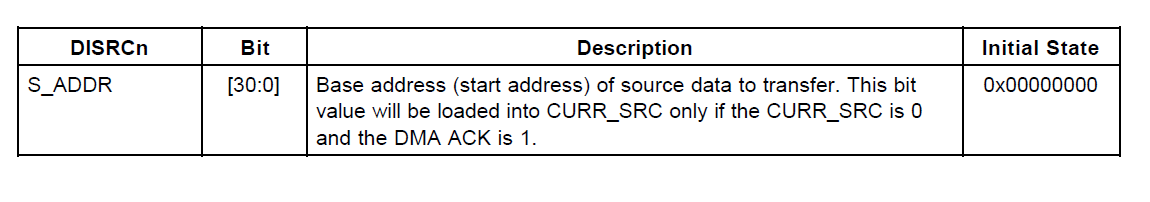 DISRCn Bit Description Initial State
S_ADDR [30:0] Base address (start address) of source data to transfer. This bit 0x00000000
value will be loaded into CURR_SRC only if the CURR_SRC is 0
and the DMA ACK is 1.